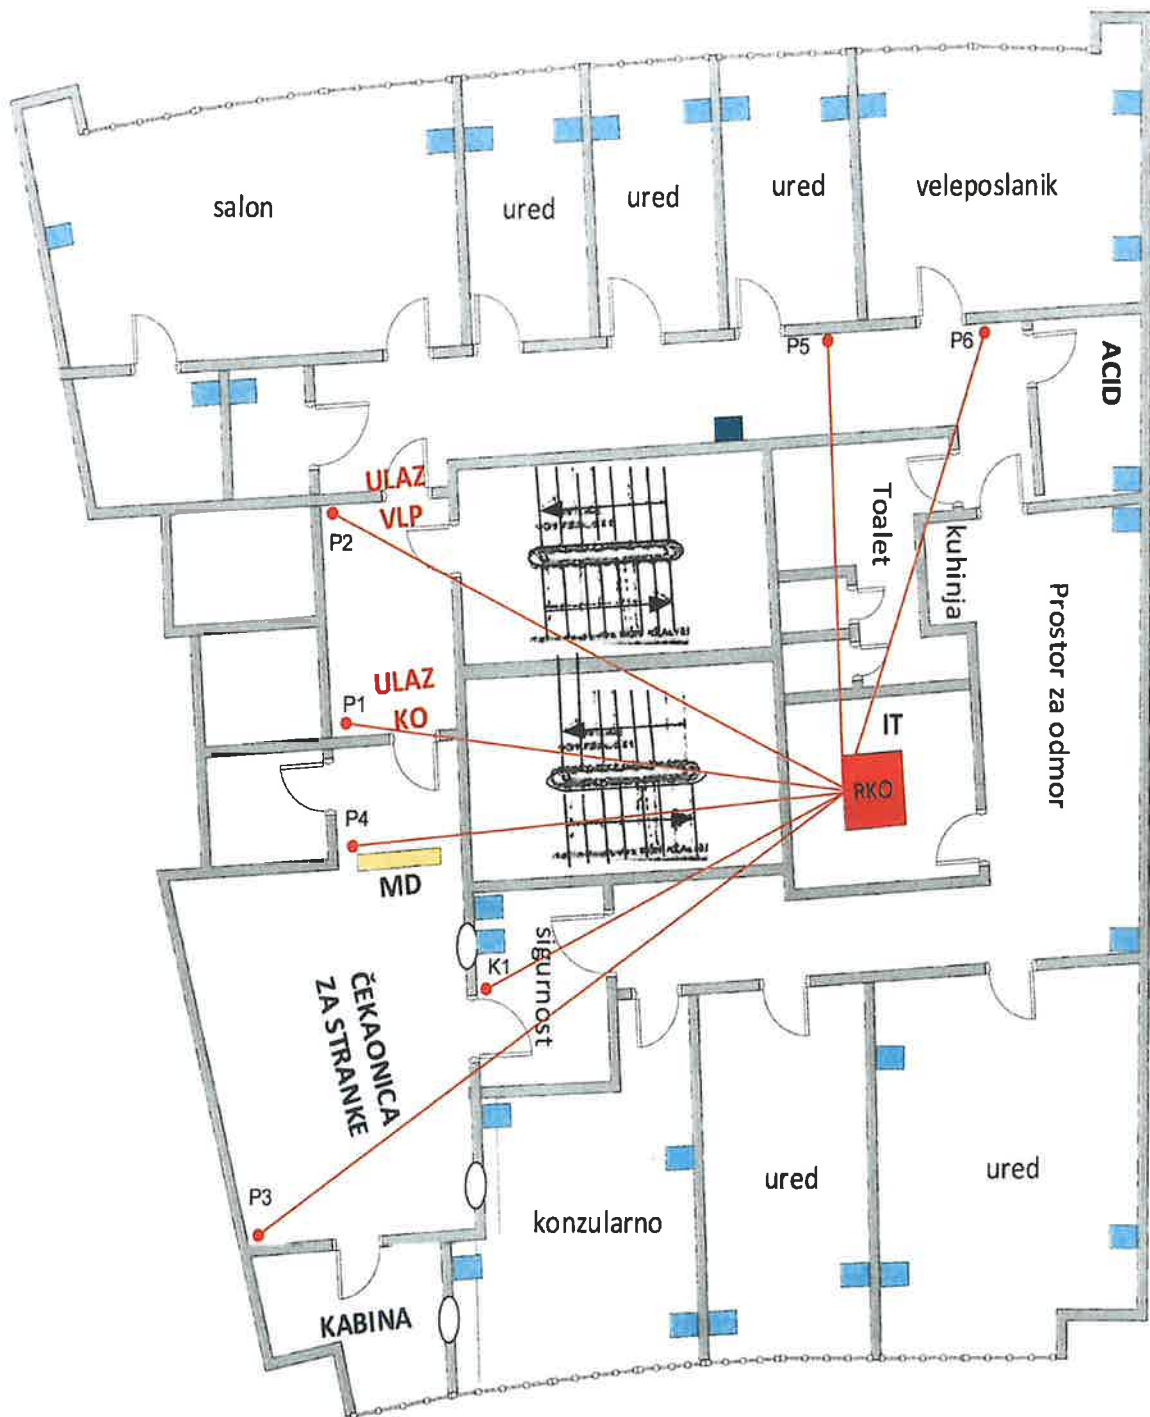 salon
ured
ured
ured
veleposlanik
P5
P6
ACID
ULAZ
VLP
P2
Toalet
kuhinja
Prostor za odmor
ULAZ
KO
P1
IT
RKO
P4
MD
sigurnost
K1
ČEKAONICA
ZA STRANKE
P3
konzularno
ured
ured
KABINA